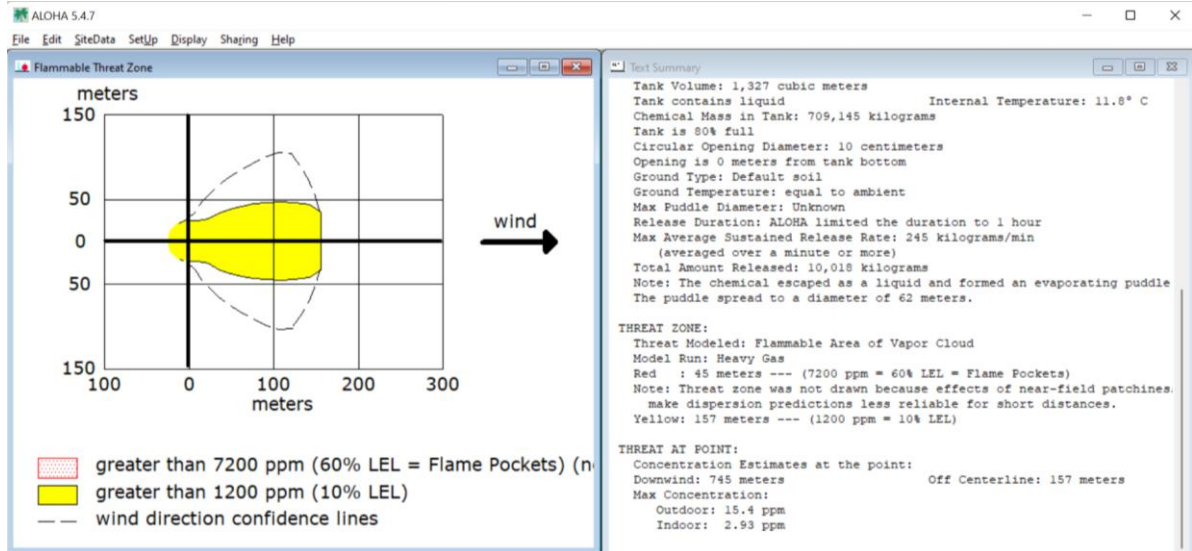 ALOHA 5.4.7
File Edit SiteData SetUp Display Sharing Help
Flammable Threat Zone
meters
150
50
0
50
150
100 0 100 200 300
meters
wind
greater than 7200 ppm (60% LEL = Flame Pockets) (n
greater than 1200 ppm (10% LEL)
wind direction confidence lines
Text Summary
Tank Volume: 1,327 cubic meters
Tank contains liquid Internal Temperature: 11.8° C
Chemical Mass in Tank: 709,145 kilograms
Tank is 80% full
Circular Opening Diameter: 10 centimeters
Opening is 0 meters from tank bottom
Ground Type: Default soil
Ground Temperature: equal to ambient
Max Puddle Diameter: Unknown
Release Duration: ALOHA limited the duration to 1 hour
Max Average Sustained Release Rate: 245 kilograms/min
(averaged over a minute or more)
Total Amount Released: 10,018 kilograms
Note: The chemical escaped as a liquid and formed an evaporating puddle
The puddle spread to a diameter of 62 meters.
THREAT ZONE:
Threat Modeled: Flammable Area of Vapor Cloud
Model Run: Heavy Gas
Red : 45 meters --- (7200 ppm = 60% LEL = Flame Pockets)
Note: Threat zone was not drawn because effects of near-field patchines
make dispersion predictions less reliable for short distances.
Yellow: 157 meters --- (1200 ppm = 10% LEL)
THREAT AT POINT:
Concentration Estimates at the point:
Downwind: 745 meters Off Centerline: 157 meters
Max Concentration:
Outdoor: 15.4 ppm
Indoor: 2.93 ppm